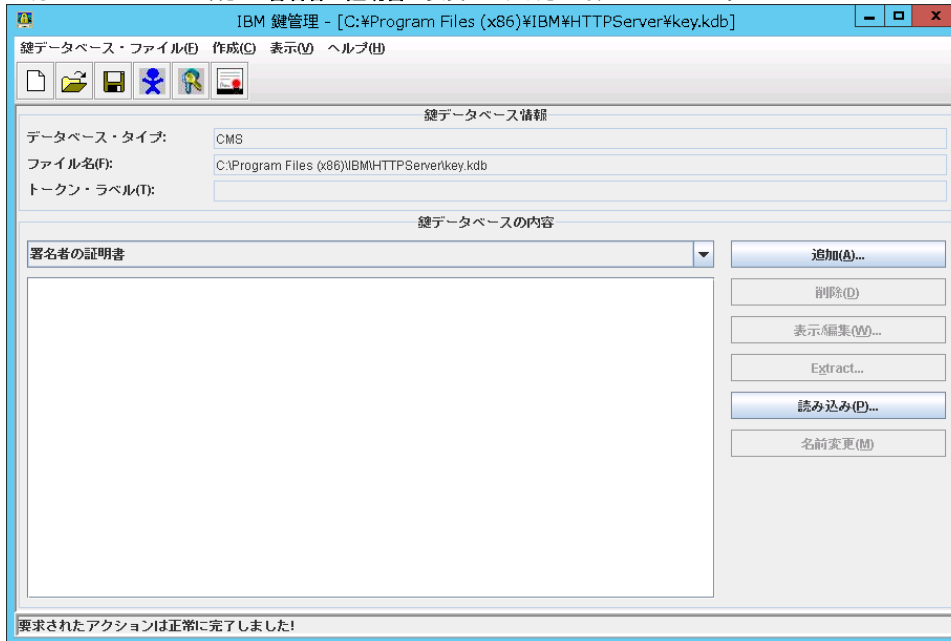 IBM 鍵管理 - [C:¥Program Files (x86)¥IBM¥HTTPServer¥key.kdb]
鍵データベース・ファイル(F) 作成(C) 表示(V) ヘルプ(H)
鍵データベース情報
データベース・タイプ: CMS
ファイル名(F): C:\Program Files (x86)\IBM\HTTPServer\key.kdb
トークン・ラベル(T):
鍵データベースの内容
署名者の証明書
追加(A)...
削除(D)
表示/編集(W)...
Extract...
読み込み(P)...
名前変更(M)
要求されたアクションは正常に完了しました!